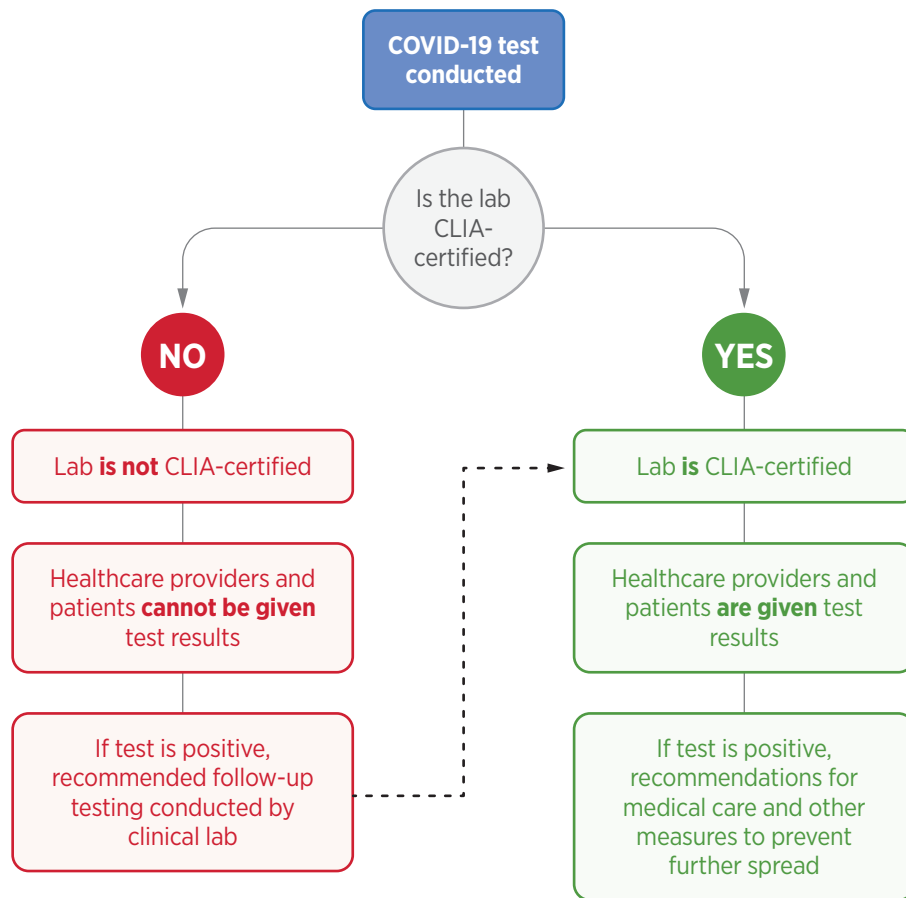 COVID-19 test
conducted
Is the lab
CLIA-
certified?
NO
YES
Lab is not CLIA-certified
Lab is CLIA-certified
Healthcare providers and
patients cannot be given
test results
Healthcare providers and
patients are given test
results
If test is positive,
recommended follow-up
testing conducted by
clinical lab
If test is positive,
recommendations for
medical care and other
measures to prevent
further spread